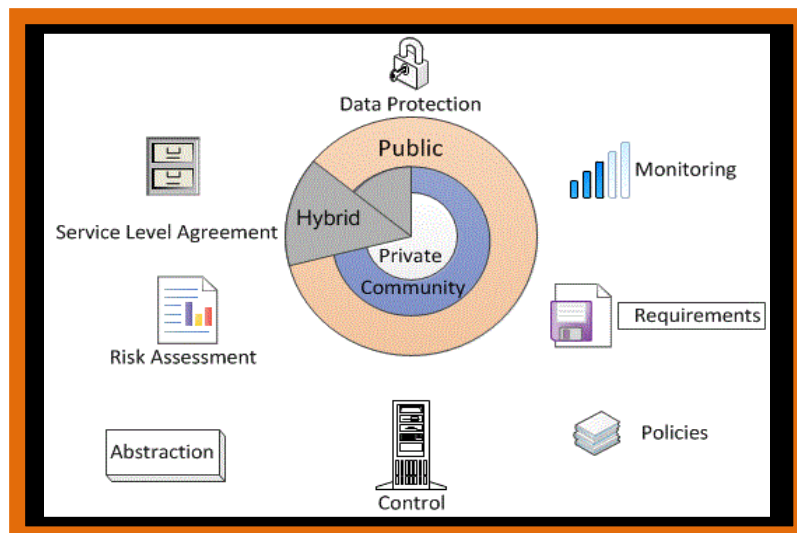 Data Protection
Public
Monitoring
Hybrid
Service Level Agreement
Private
Community
Requirements
Risk Assessment
Abstraction
Policies
Control